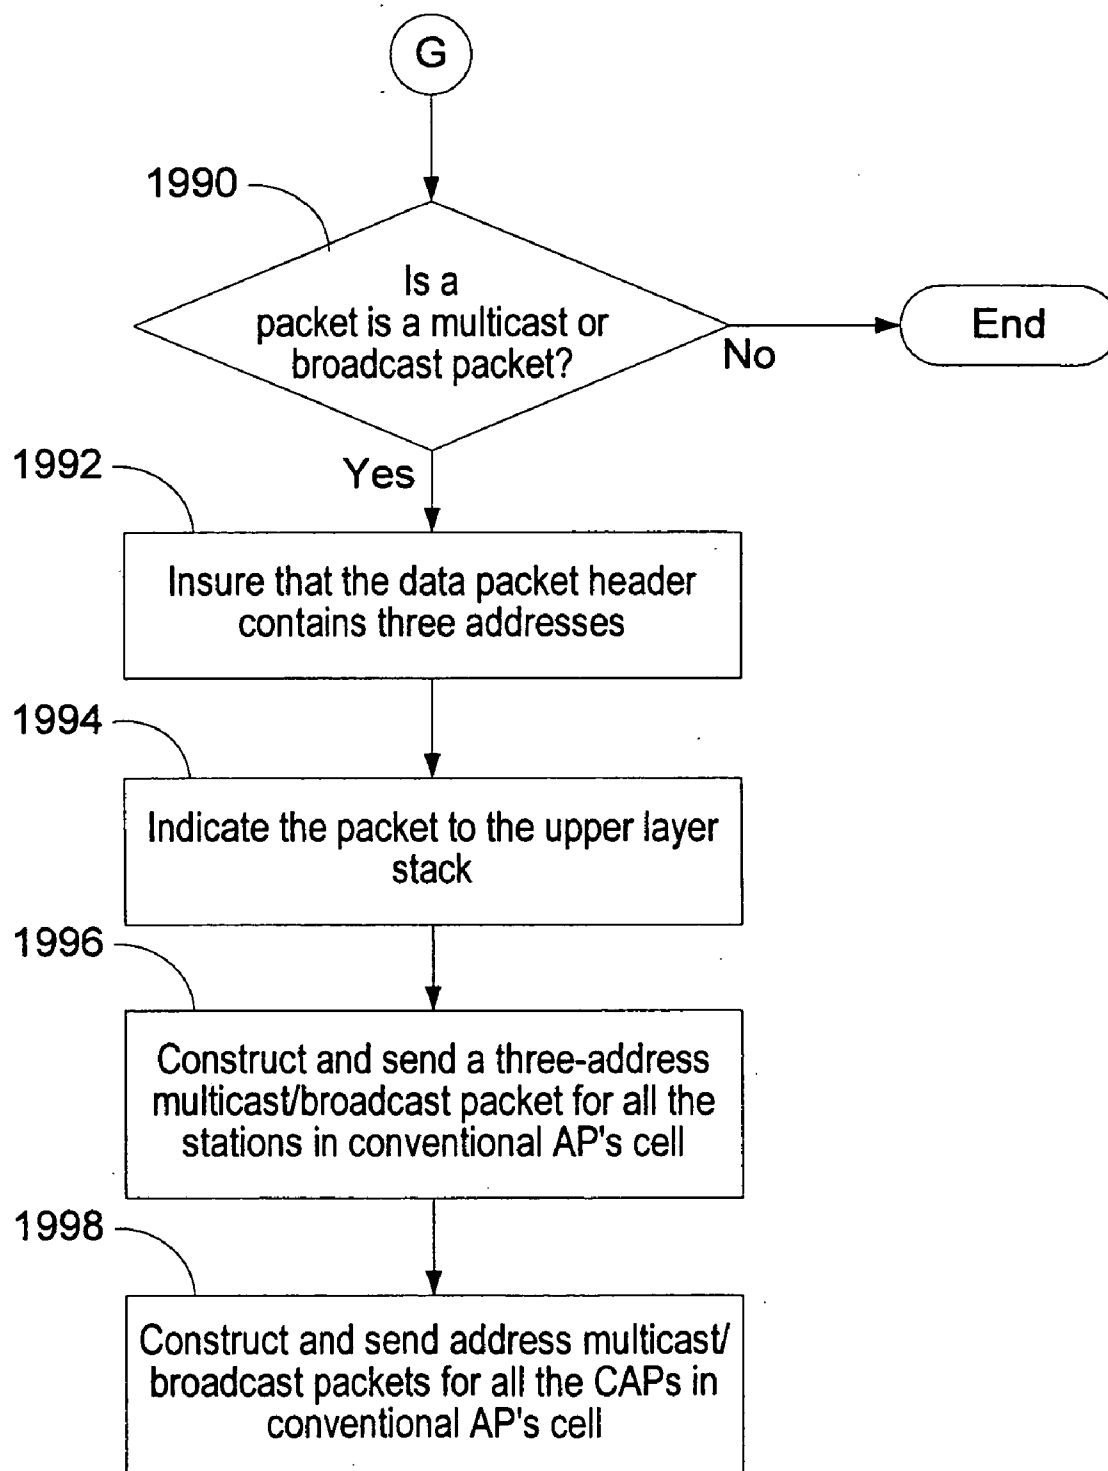 G
1990
Is a
packet is a multicast or
broadcast packet?
No
End
Yes
1992
Insure that the data packet header
contains three addresses
1994
Indicate the packet to the upper layer
stack
1996
Construct and send a three-address
multicast/broadcast packet for all the
stations in conventional AP's cell
1998
Construct and send address multicast/
broadcast packets for all the CAPs in
conventional AP's cell